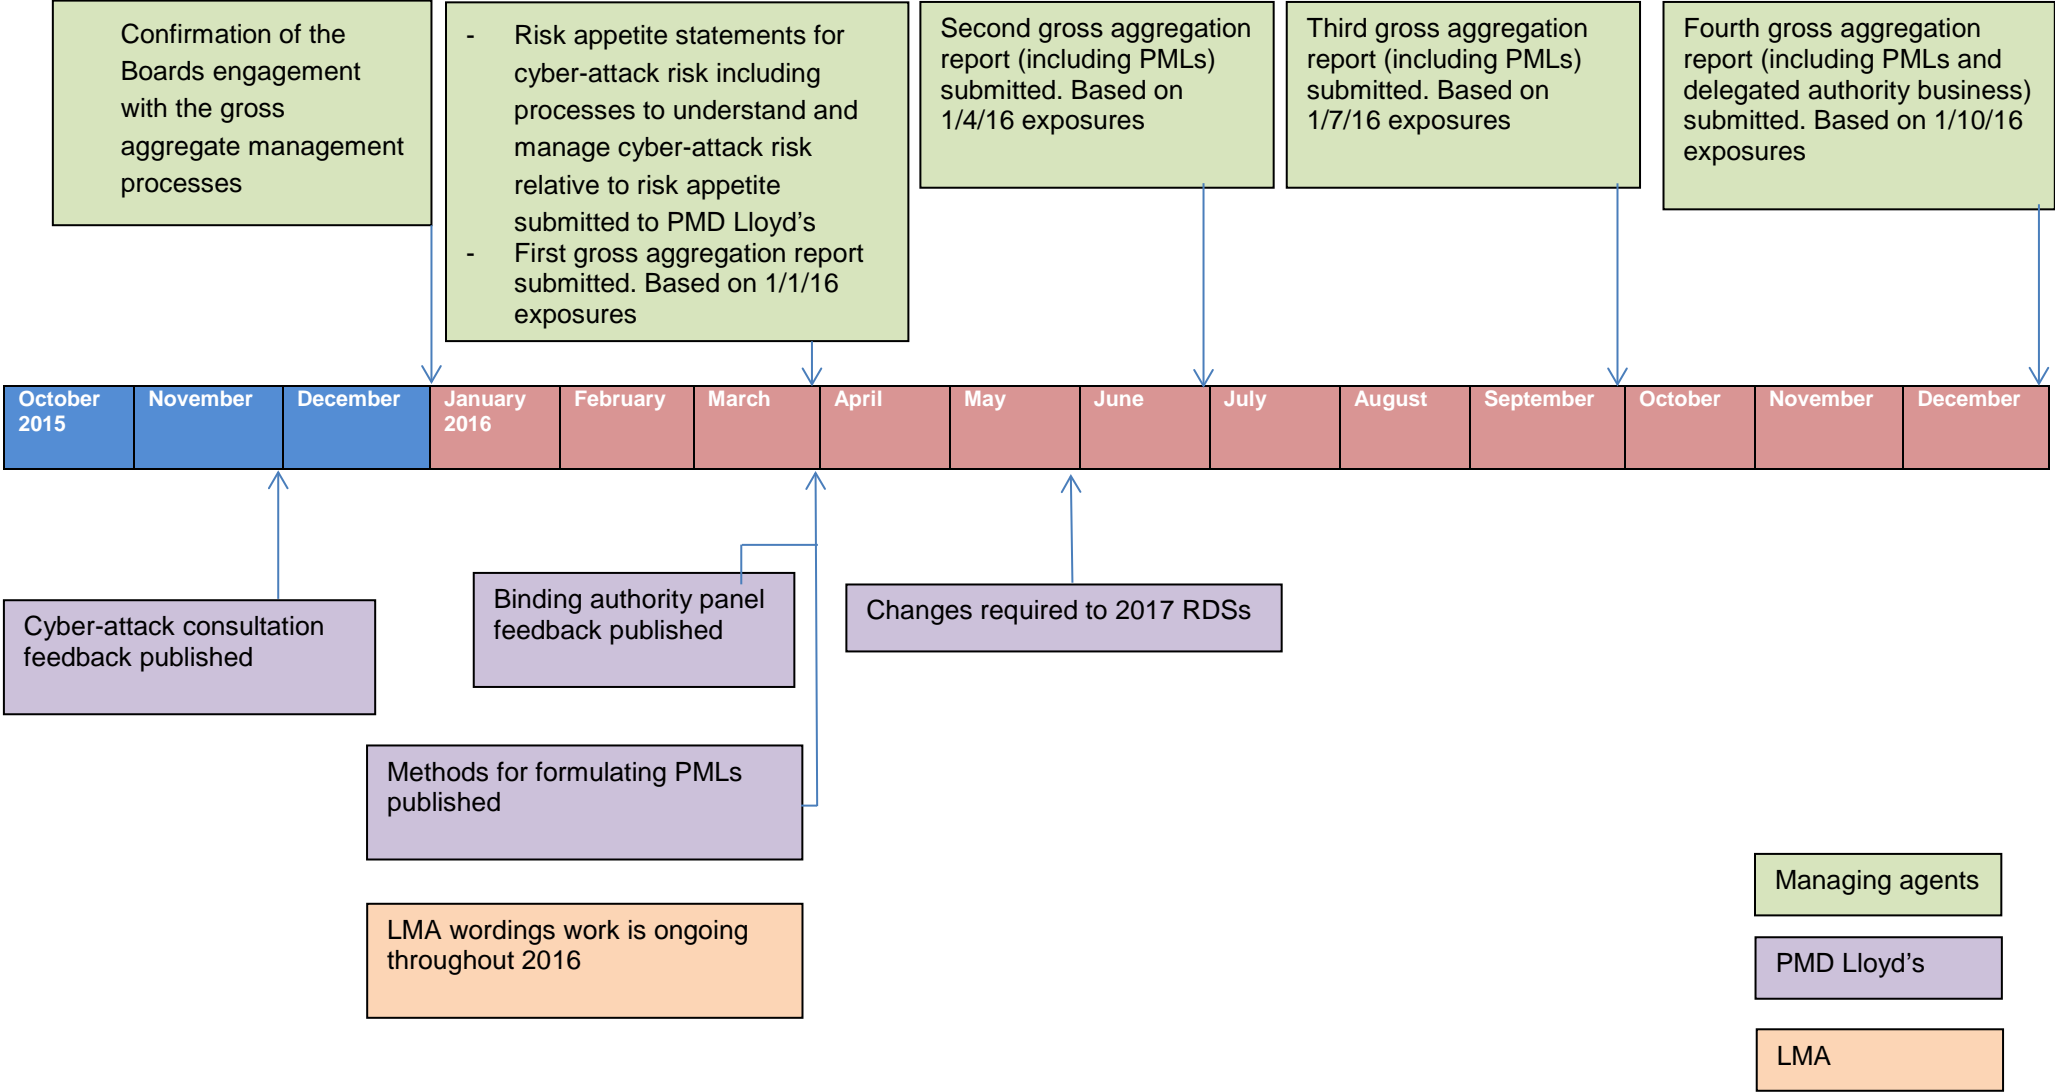 Confirmation of the
Boards engagement
with the gross
aggregate management
processes
- Risk appetite statements for
cyber-attack risk including
processes to understand and
manage cyber-attack risk
relative to risk appetite
submitted to PMD Lloyd's
- First gross aggregation report
submitted. Based on 1/1/16
exposures
Second gross aggregation
report (including PMLs)
submitted. Based on
1/4/16 exposures
Third gross aggregation
report (including PMLs)
submitted. Based on
1/7/16 exposures
Fourth gross aggregation
report (including PMLs and
delegated authority business)
submitted. Based on 1/10/16
exposures
October
2015
November
December
January
2016
February
March
April
May
June
July
August
September
October
November
December
Cyber-attack consultation
feedback published
Binding authority panel
feedback published
Changes required to 2017 RDSs
Methods for formulating PMLs
published
LMA wordings work is ongoing
throughout 2016
Managing agents
PMD Lloyd's
LMA